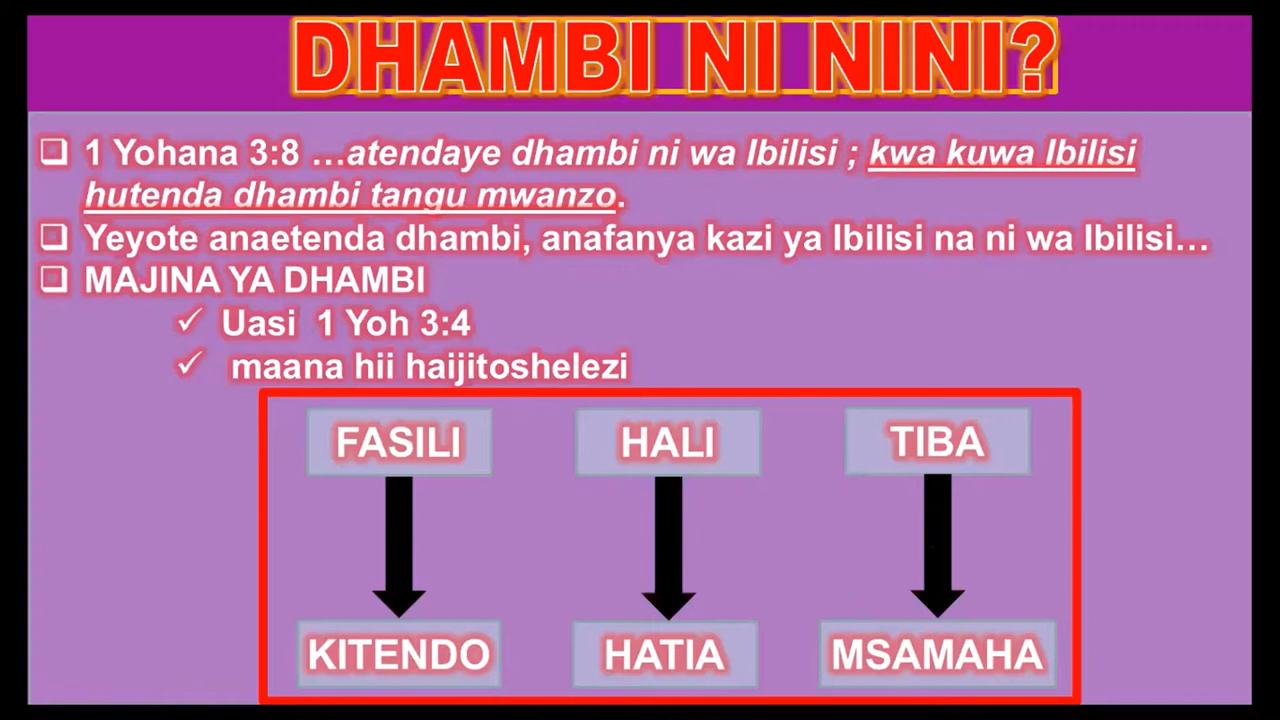 DHAMBI NI NINI?
1 Yohana 3:8 …atendaye dhambi ni wa Ibilisi ; kwa kuwa Ibilisi
hutenda dhambi tangu mwanzo.
Yeyote anaetenda dhambi, anafanya kazi ya Ibilisi na ni wa Ibilisi…
MAJINA YA DHAMBI
Uasi 1 Yoh 3:4
maana hii haijitoshelezi
FASILI HALI TIBA
KITENDO HATIA MSAMAHA